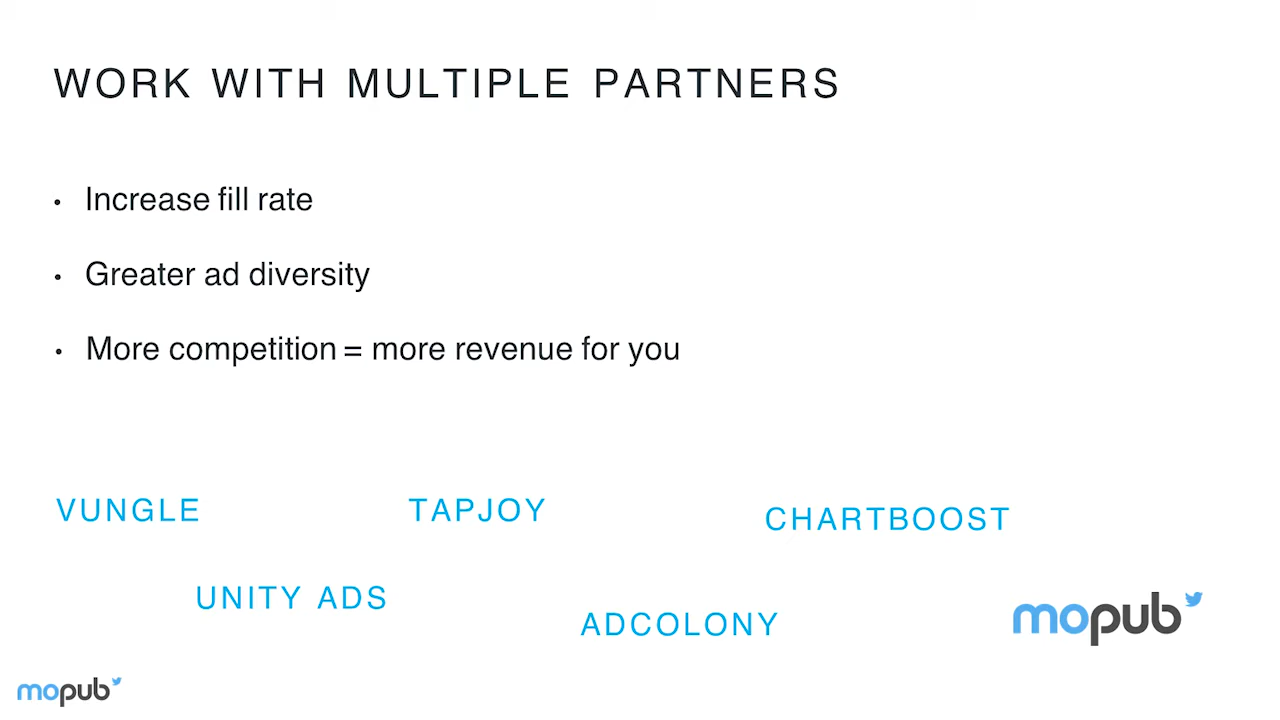 WORK WITH MULTIPLE PARTNERS
• Increase fill rate
• Greater ad diversity
• More competition = more revenue for you
VUNGLE TAPJOY CHARTBOOST
UNITY ADS ADCOLONY mopub
mopub